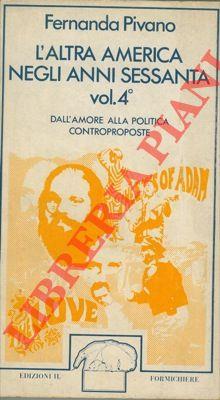 Fernanda Pivano
L'ALTRA AMERICA
NEGLI ANNI SESSANTA
vol.4°
DALL'AMORE ALLA POLITICA
CONTROPROPOSTE
OF ADAM
LOVE
LIBRERIA PIANI
EDIZIONI IL FORMICHIERE